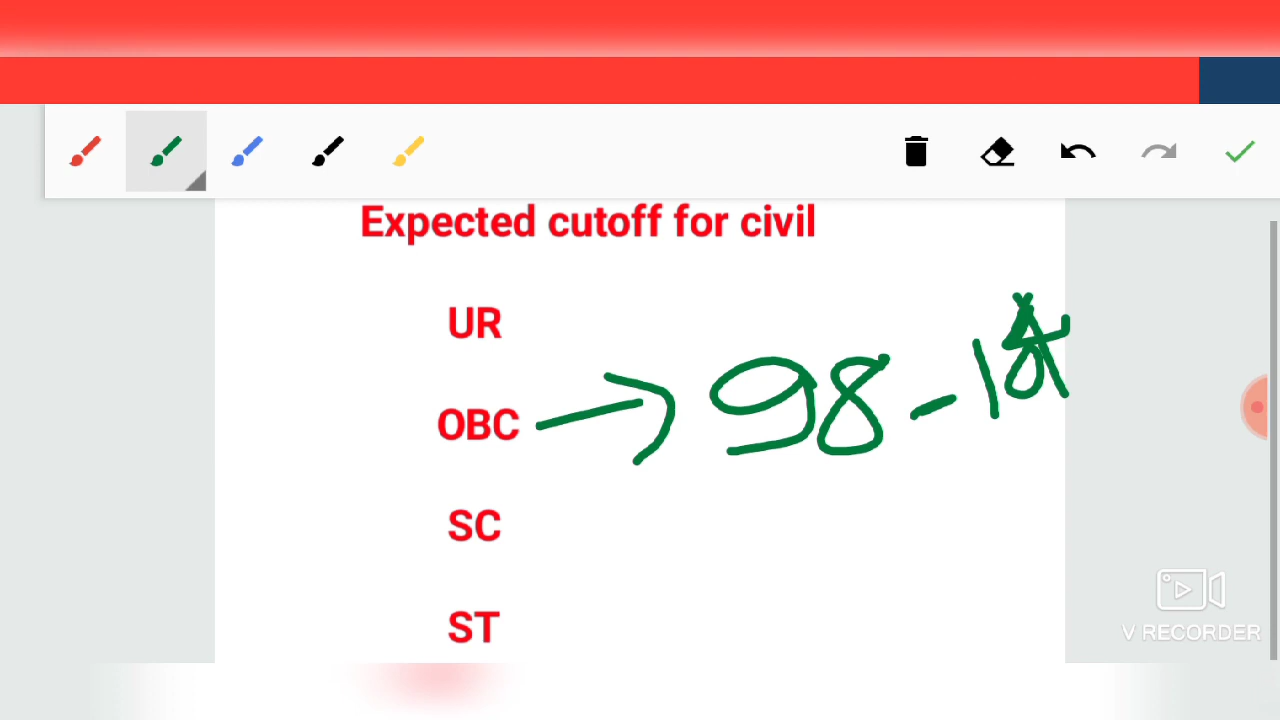 Expected cutoff for civil
UR
OBC → 98 -
SC
ST
V RECORDER